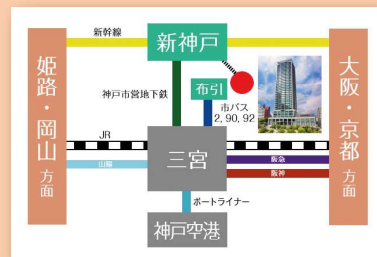 新幹線
新神戸
姫路・岡山 方面
大阪・京都 方面
神戸市営地下鉄
布引
市バス
2, 90, 92
JR
三宮
山陽
阪急
阪神
ポートライナー
神戸空港